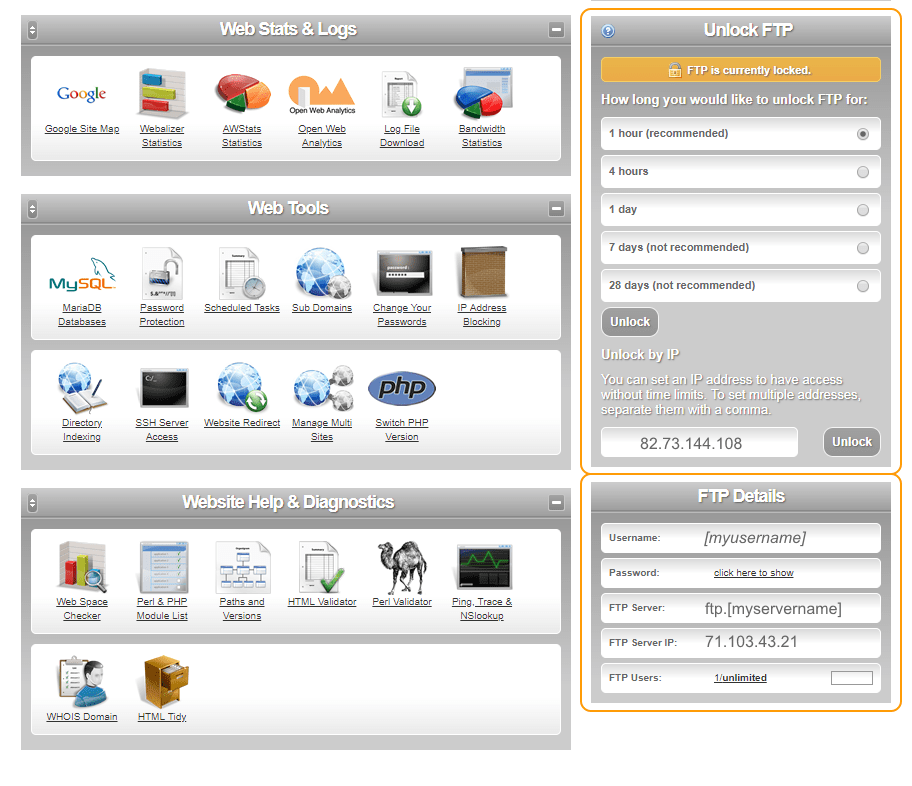 Web Stats & Logs
Google
Google Site Map
Webalizer
Statistics
AWStats
Statistics
Open Web Analytics
Open Web
Analytics
Log File
Download
Bandwidth
Statistics
Web Tools
MySQL
MariaDB
Databases
Password
Protection
Scheduled Tasks
Sub Domains
Change Your
Passwords
IP Address
Blocking
Directory
Indexing
SSH Server
Access
Website Redirect
Manage Multi
Sites
php
Switch PHP
Version
Website Help & Diagnostics
Web Space
Checker
Perl & PHP
Module List
Paths and
Versions
HTML Validator
Perl Validator
Ping, Trace &
NSlookup
WHOIS Domain
HTML Tidy
Unlock FTP
FTP is currently locked.
How long you would like to unlock FTP for:
1 hour (recommended)
4 hours
1 day
7 days (not recommended)
28 days (not recommended)
Unlock
Unlock by IP
You can set an IP address to have access
without time limits. To set multiple addresses,
separate them with a comma.
82.73.144.108
Unlock
FTP Details
Username: [myusername]
Password: click here to show
FTP Server: ftp.[myservername]
FTP Server IP: 71.103.43.21
FTP Users: 1/unlimited